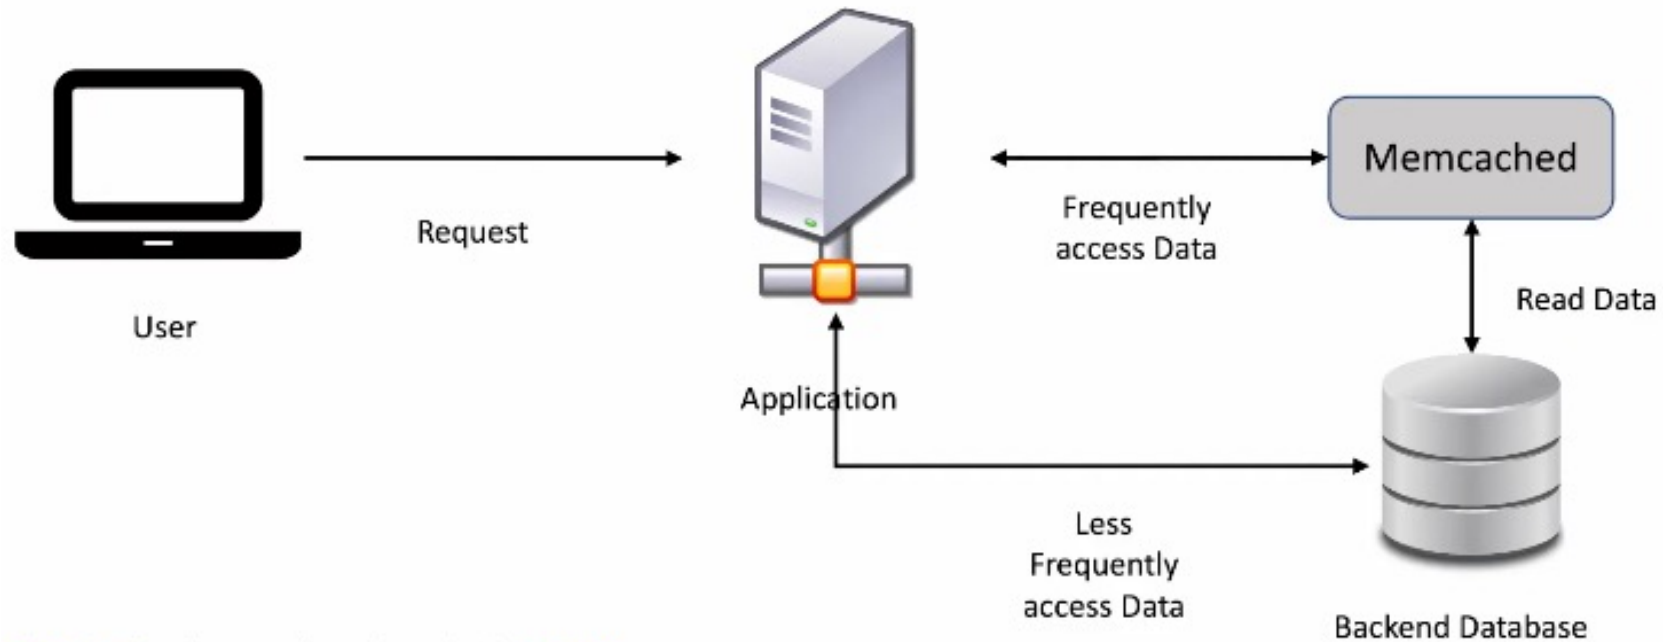 Memcached
Frequently
access Data
Request
Read Data
User
Application
Less
Frequently
access Data
Backend Database